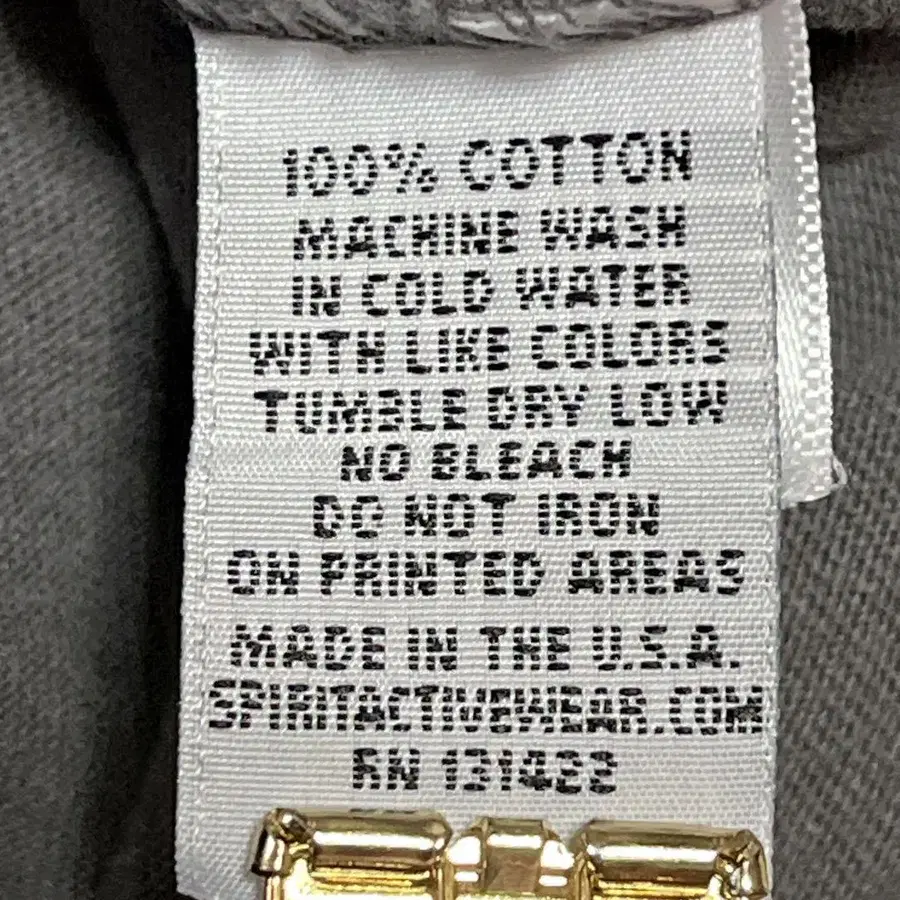 100% COTTON
MACHINE WASH
IN COLD WATER
WITH LIKE COLORS
TUMBLE DRY LOW
NO BLEACH
DO NOT IRON
ON PRINTED AREAS
MADE IN THE U.S.A.
SPIRITACTIVEWEAR.COM
RN 131422